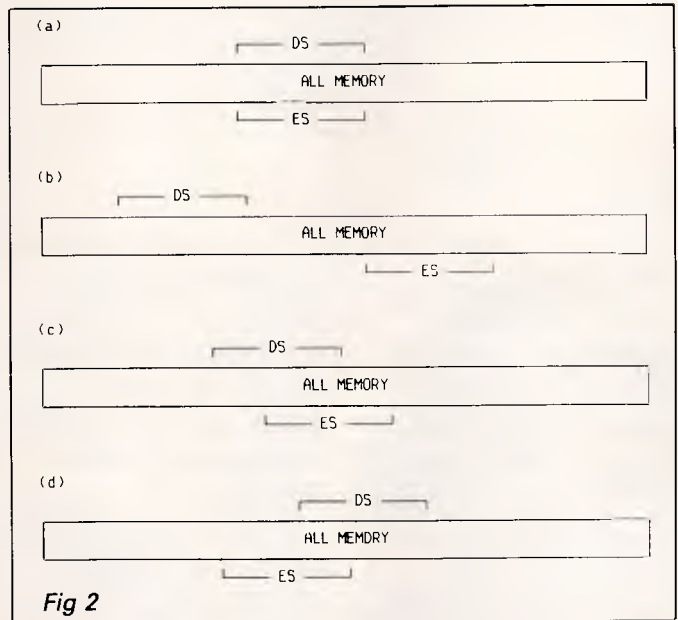 (a)
DS
ALL MEMORY
ES
(b)
DS
ALL MEMORY
ES
(c)
DS
ALL MEMORY
ES
(d)
DS
ALL MEMDRY
ES
Fig 2